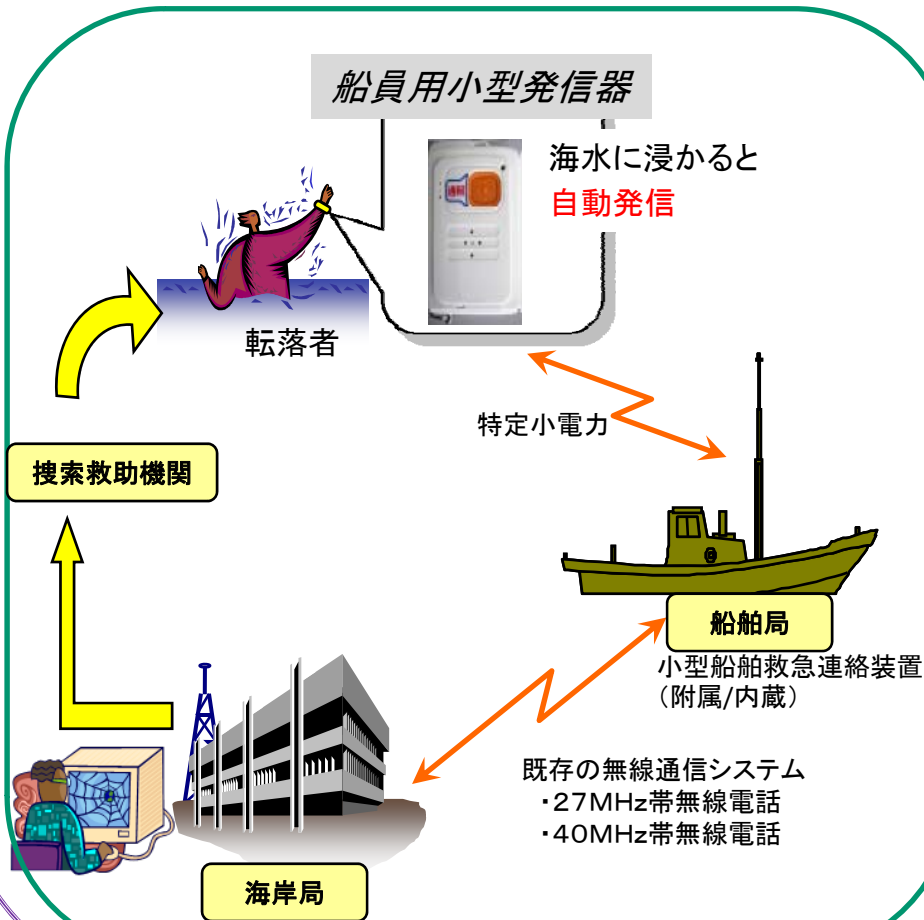 船員用小型発信器
海水に浸かると
自動発信
転落者
特定小電力
捜索救助機関
船舶局
小型船舶救急連絡装置
（附属/内蔵）
既存の無線通信システム
・27MHz帯無線電話
・40MHz帯無線電話
海岸局